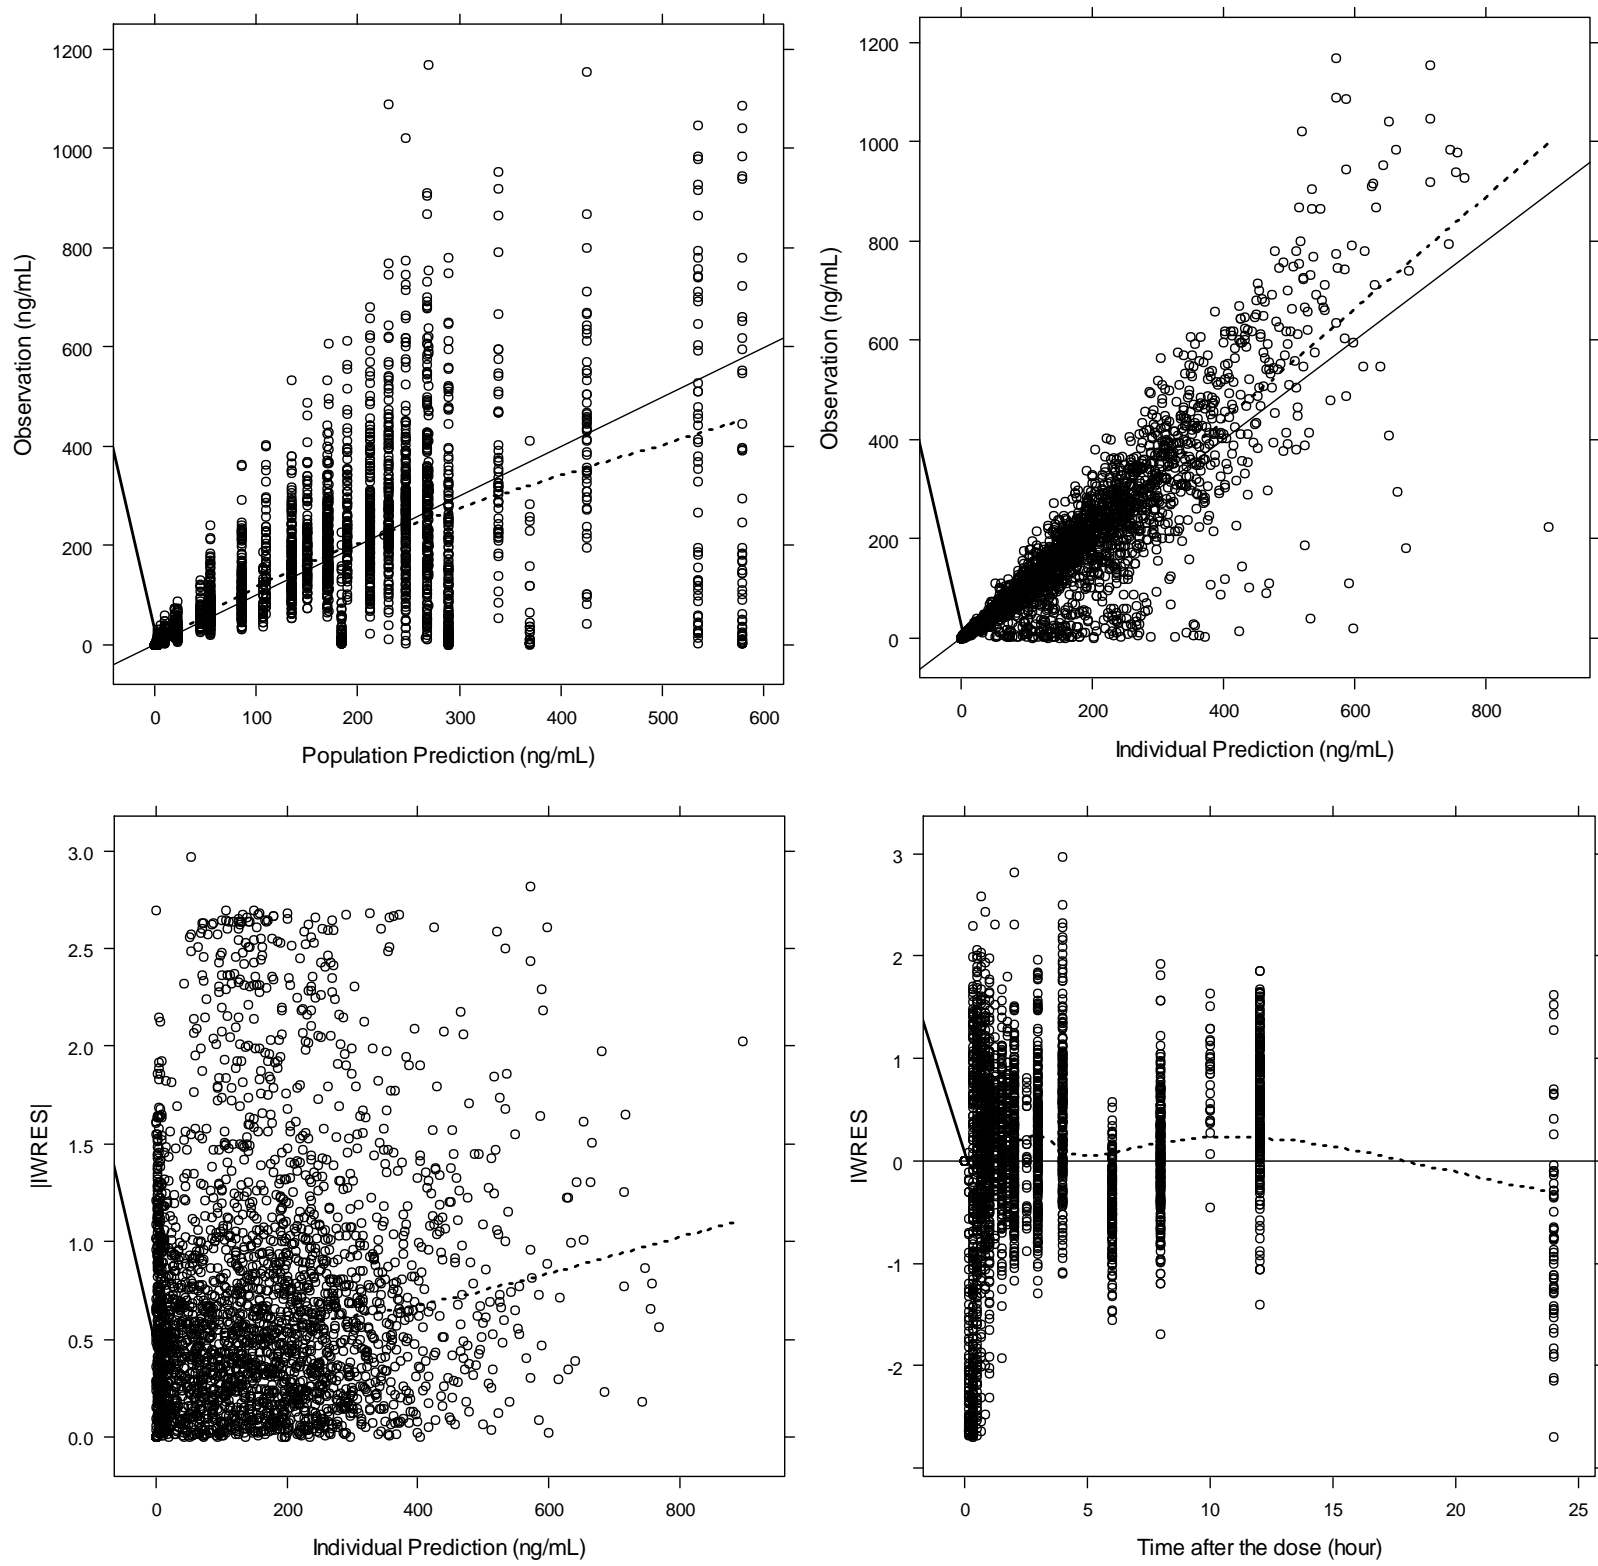 1200
1000
800
600
400
200
0
Observation (ng/mL)
0 100 200 300 400 500 600
Population Prediction (ng/mL)
1200
1000
800
600
400
200
0
Observation (ng/mL)
0 200 400 600 800
Individual Prediction (ng/mL)
3.0
2.5
2.0
1.5
1.0
0.5
0.0
|IWRES|
0 200 400 600 800
Individual Prediction (ng/mL)
3
2
1
0
-1
-2
IWRES
0 5 10 15 20 25
Time after the dose (hour)